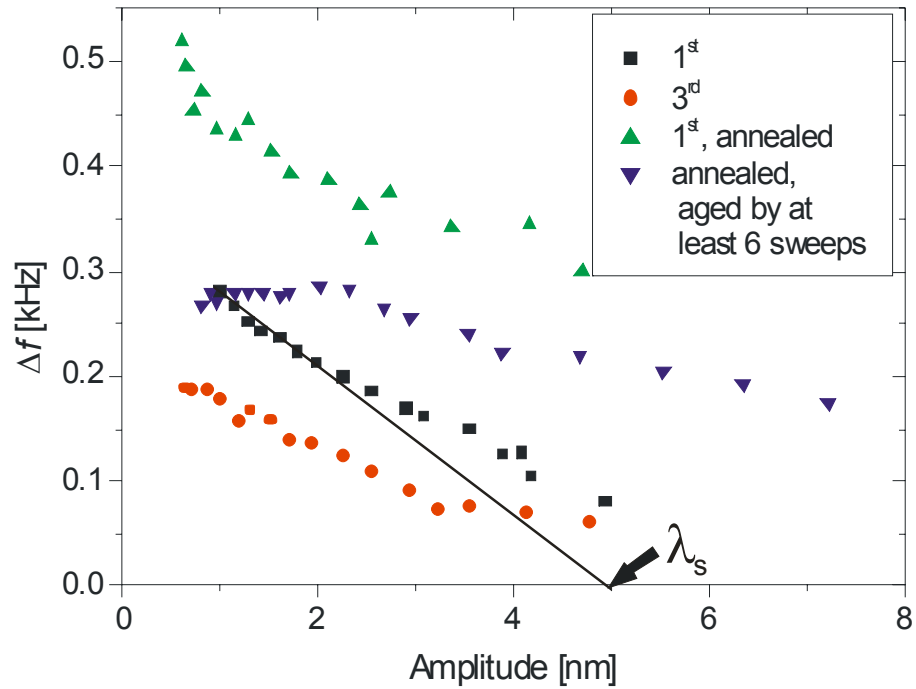 0.5
0.4
0.3
0.2
0.1
0.0
Δf [kHz]
1st
3rd
1st, annealed
annealed,
aged by at
least 6 sweeps
λs
0 2 4 6 8
Amplitude [nm]